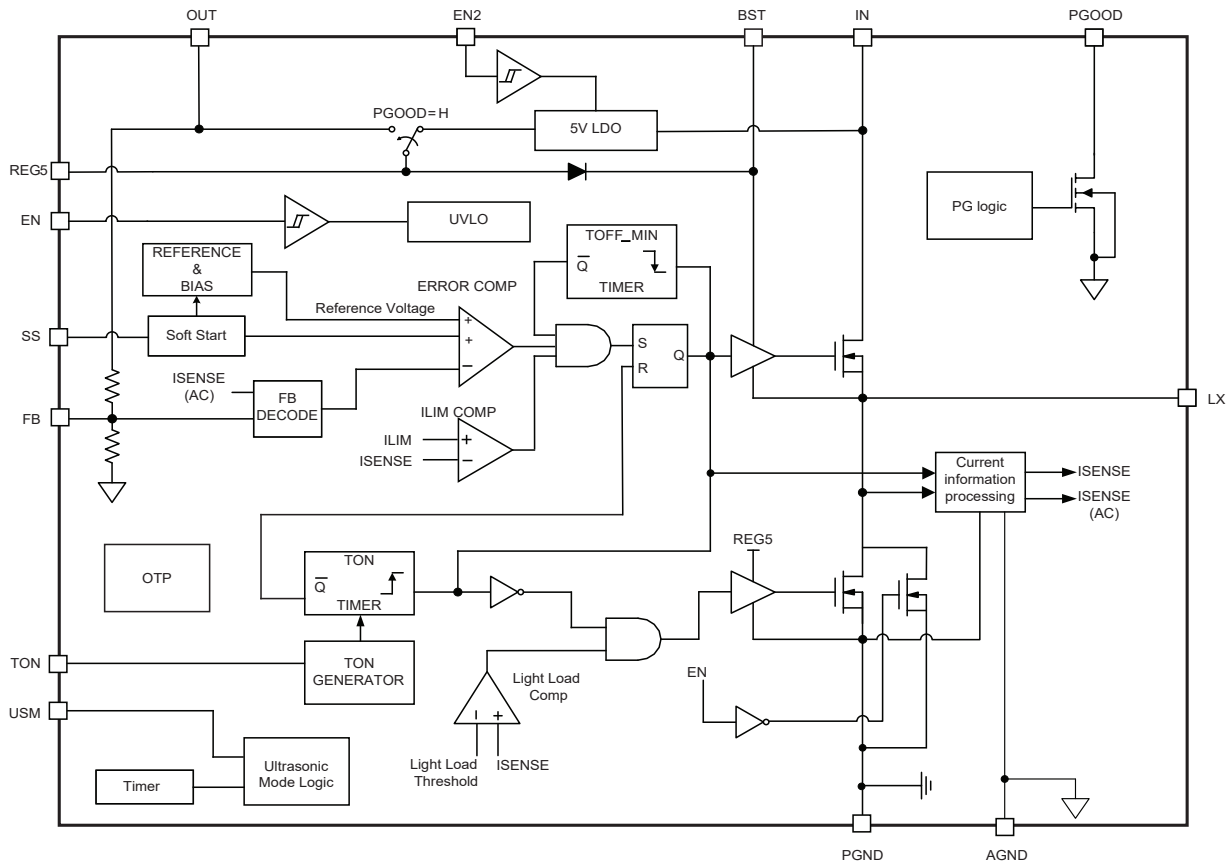 OUT
EN2
BST
IN
PGOOD
PGOOD=H
5V LDO
REG5
EN
UVLO
PG logic
TOFF_MIN
Q
TIMER
REFERENCE
&
BIAS
ERROR COMP
Reference Voltage
+
+
−
SS
Soft Start
S
R
Q
ISENSE
(AC)
FB
DECODE
FB
ILIM COMP
ILIM
+
ISENSE
−
LX
Current
information
processing
ISENSE
ISENSE
(AC)
REG5
OTP
TON
Q
TIMER
TON
TON
GENERATOR
Light Load
Comp
EN
USM
− +
Light Load
Threshold
ISENSE
Ultrasonic
Mode Logic
Timer
PGND
AGND